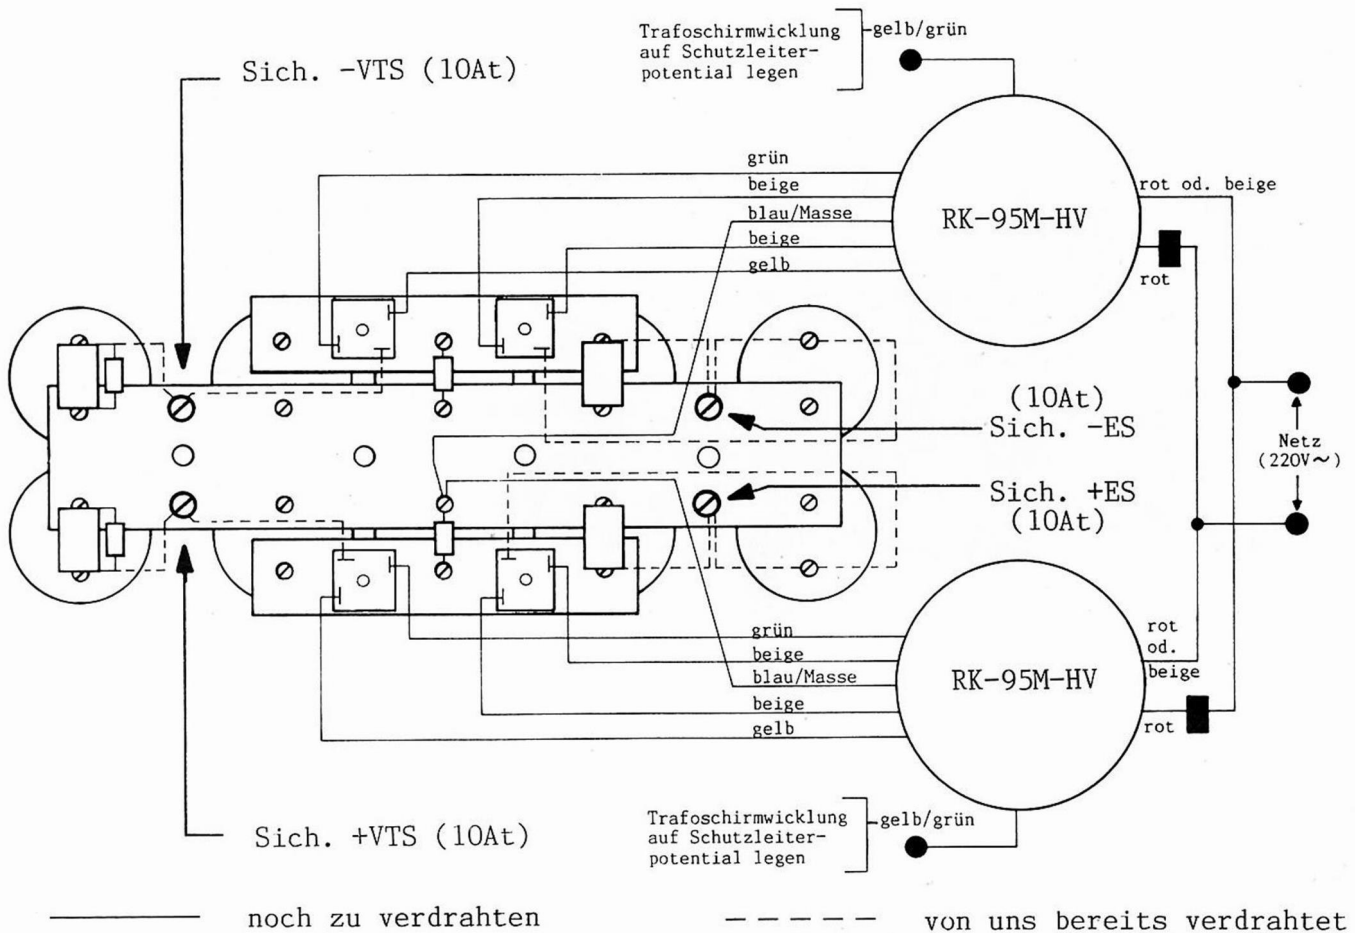 Trafoschirmwicklung
auf Schutzleiter-
potential legen
gelb/grün
Sich. -VTS (10At)
grün
beige
blau/Masse
beige
gelb
RK-95M-HV
rot od. beige
rot
(10At)
Sich. -ES
Netz
(220V~)
Sich. +ES
(10At)
grün
beige
blau/Masse
beige
gelb
RK-95M-HV
rot
od.
beige
rot
Sich. +VTS (10At)
Trafoschirmwicklung
auf Schutzleiter-
potential legen
gelb/grün
noch zu verdrahten
von uns bereits verdrahtet